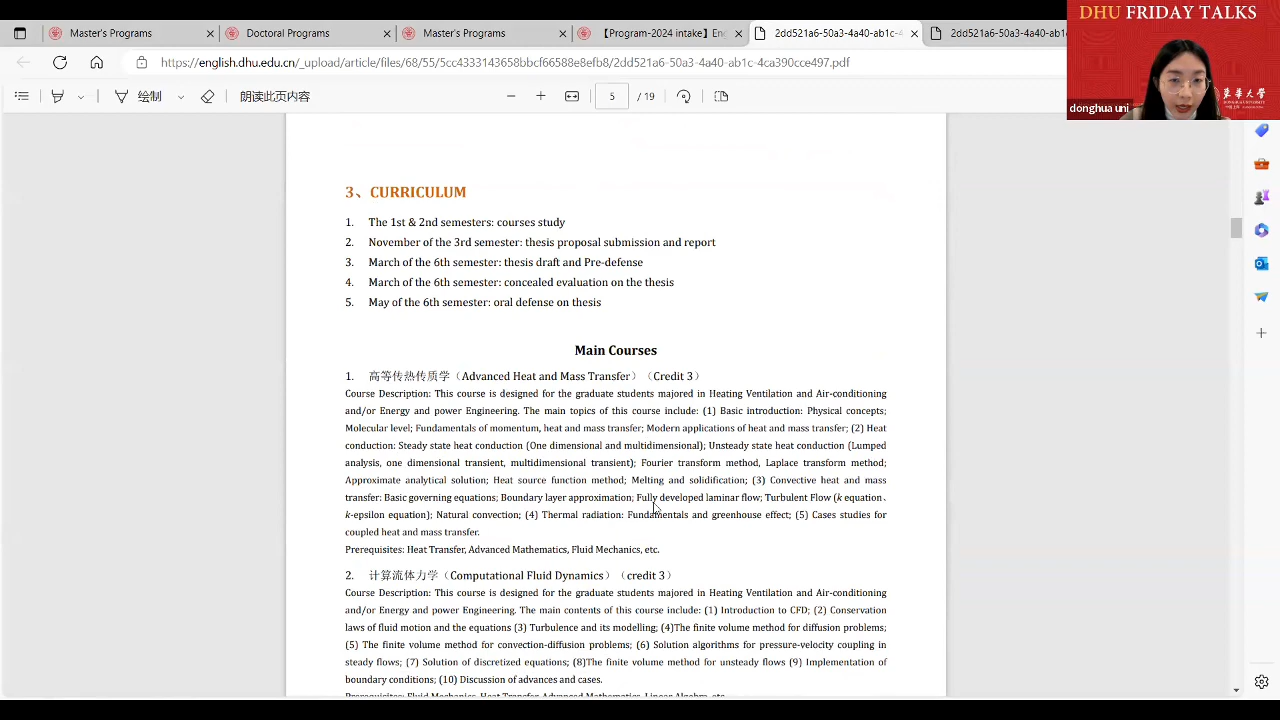 Master's Programs
Doctoral Programs
Master's Programs
【Program-2024 intake】Eng
2dd521a6-50a3-4a40-ab1c-4
2dd521a6-50a3-4a40-ab1
DHU FRIDAY TALKS
https://english.dhu.edu.cn/_upload/article/files/68/55/5cc4333143658bbcf66588e8efb8/2dd521a6-50a3-4a40-ab1c-4ca390cce497.pdf
绘制
朗读此页内容
5 / 19
東華大學
donghua uni
3、CURRICULUM
1. The 1st & 2nd semesters: courses study
2. November of the 3rd semester: thesis proposal submission and report
3. March of the 6th semester: thesis draft and Pre-defense
4. March of the 6th semester: concealed evaluation on the thesis
5. May of the 6th semester: oral defense on thesis
Main Courses
1. 高等传热传质学（Advanced Heat and Mass Transfer）（Credit 3）
Course Description: This course is designed for the graduate students majored in Heating Ventilation and Air-conditioning
and/or Energy and power Engineering. The main topics of this course include: (1) Basic introduction: Physical concepts;
Molecular level; Fundamentals of momentum, heat and mass transfer; Modern applications of heat and mass transfer; (2) Heat
conduction: Steady state heat conduction (One dimensional and multidimensional); Unsteady state heat conduction (Lumped
analysis, one dimensional transient, multidimensional transient); Fourier transform method, Laplace transform method;
Approximate analytical solution; Heat source function method; Melting and solidification; (3) Convective heat and mass
transfer: Basic governing equations; Boundary layer approximation; Fully developed laminar flow; Turbulent Flow (k equation、
k-epsilon equation); Natural convection; (4) Thermal radiation: Fundamentals and greenhouse effect; (5) Cases studies for
coupled heat and mass transfer.
Prerequisites: Heat Transfer, Advanced Mathematics, Fluid Mechanics, etc.
2. 计算流体力学（Computational Fluid Dynamics）（credit 3）
Course Description: This course is designed for the graduate students majored in Heating Ventilation and Air-conditioning
and/or Energy and power Engineering. The main contents of this course include: (1) Introduction to CFD; (2) Conservation
laws of fluid motion and the equations (3) Turbulence and its modelling; (4)The finite volume method for diffusion problems;
(5) The finite volume method for convection-diffusion problems; (6) Solution algorithms for pressure-velocity coupling in
steady flows; (7) Solution of discretized equations; (8)The finite volume method for unsteady flows (9) Implementation of
boundary conditions; (10) Discussion of advances and cases.
Prerequisites: Fluid Mechanics, Heat Transfer, Advanced Mathematics, Linear Algebra, etc.